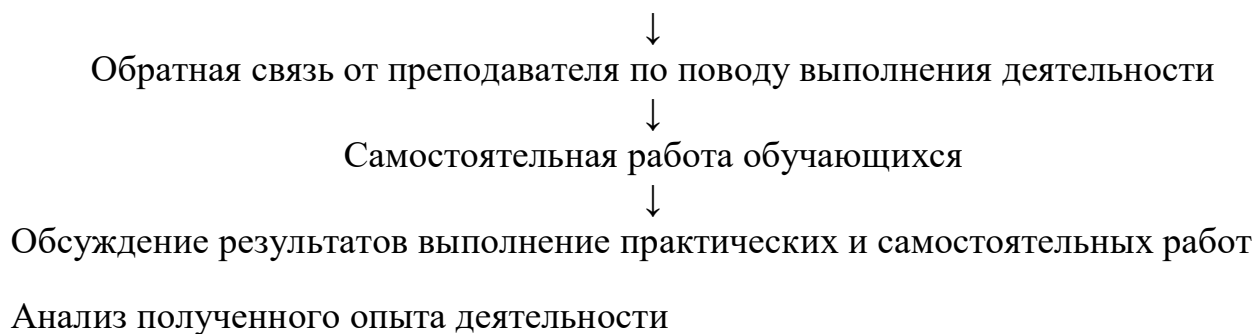 ↓
Обратная связь от преподавателя по поводу выполнения деятельности
↓
Самостоятельная работа обучающихся
↓
Обсуждение результатов выполнение практических и самостоятельных работ
Анализ полученного опыта деятельности